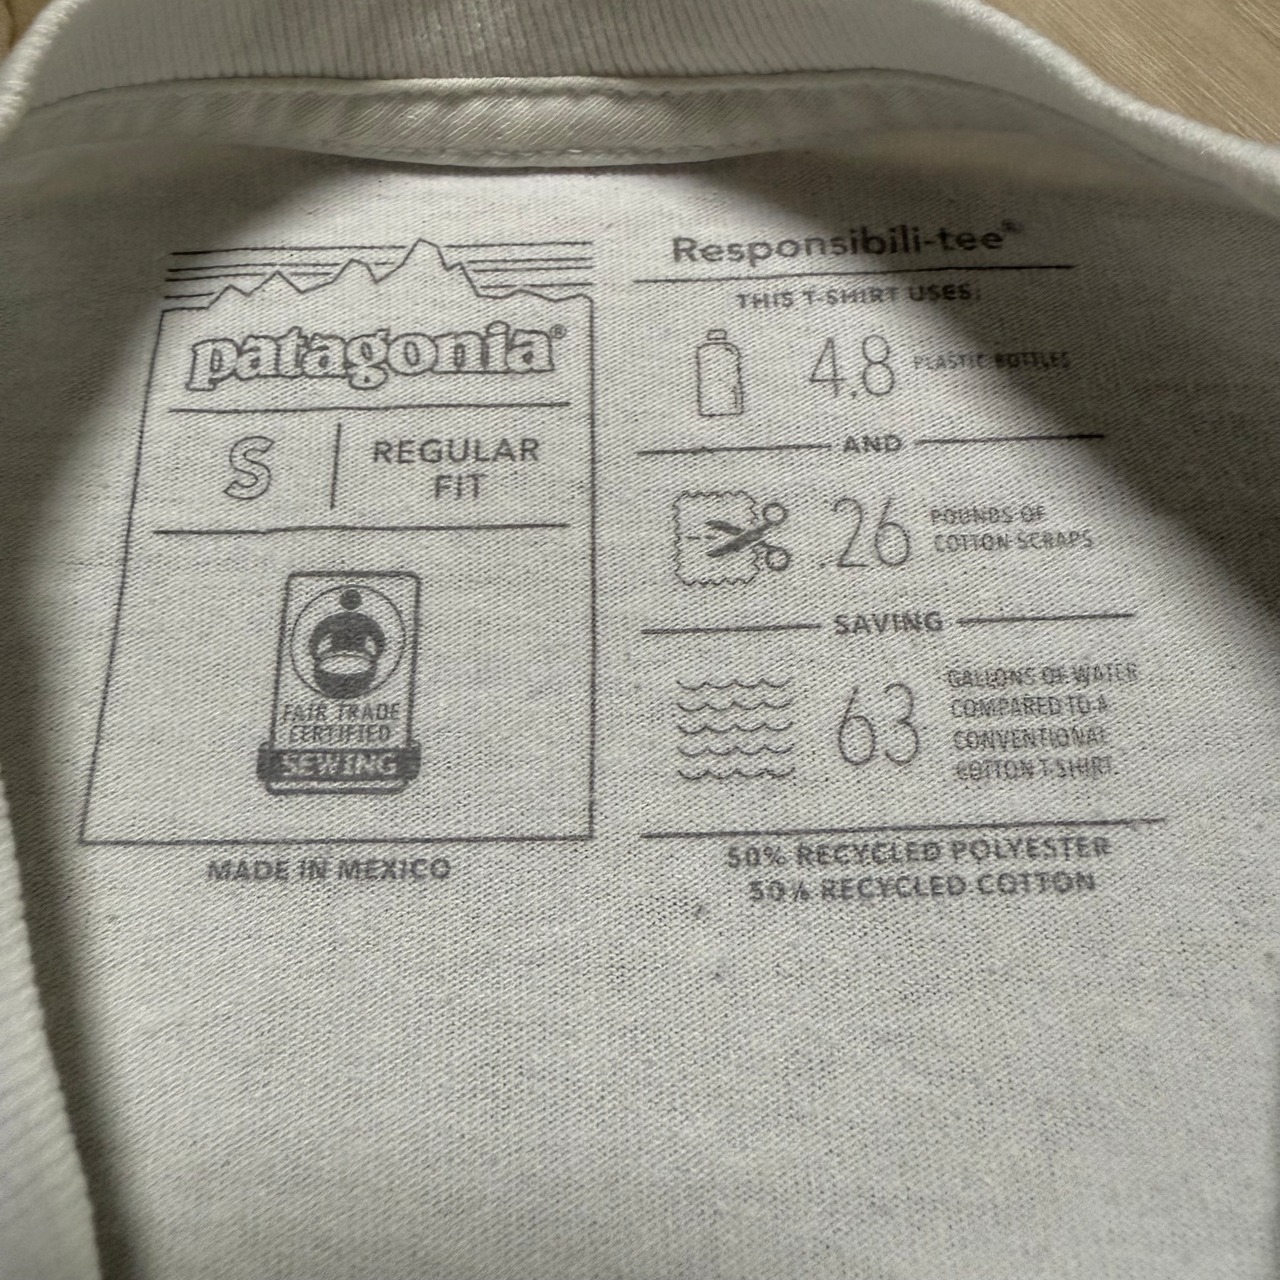 patagonia®
S
REGULAR
FIT
FAIR TRADE
CERTIFIED
SEWING
MADE IN MEXICO
Responsibili-tee®
THIS T-SHIRT USES:
4.8 PLASTIC BOTTLES
AND
.26 POUNDS OF
COTTON SCRAPS
SAVING
63 GALLONS OF WATER
COMPARED TO A
CONVENTIONAL
COTTON T-SHIRT.
50% RECYCLED POLYESTER
50% RECYCLED COTTON